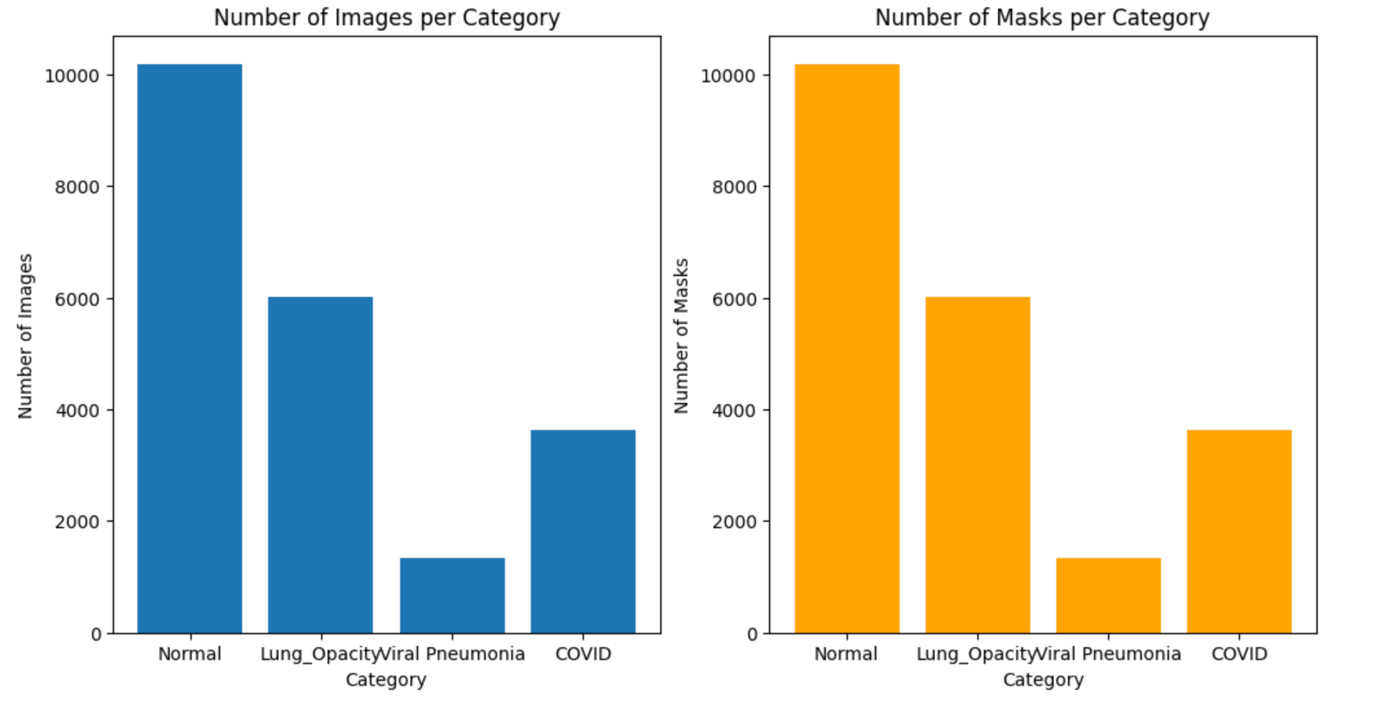 Number of Images per Category
Number of Images
10000
8000
6000
4000
2000
0
Normal
Lung_Opacity
Viral Pneumonia
COVID
Category
Number of Masks per Category
Number of Masks
10000
8000
6000
4000
2000
0
Normal
Lung_Opacity
Viral Pneumonia
COVID
Category